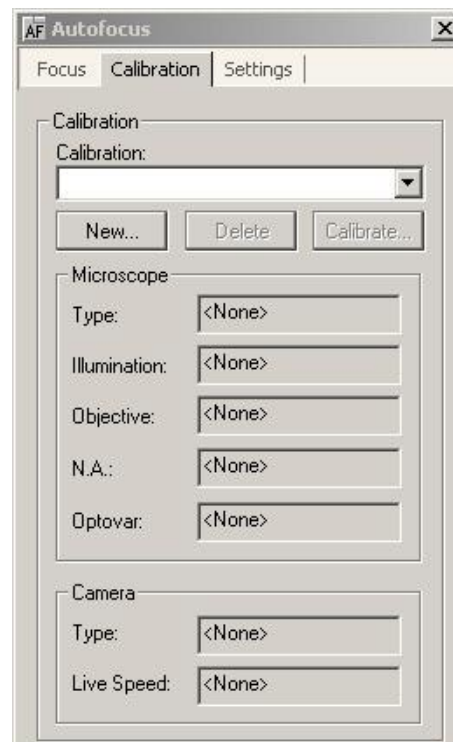 AF Autofocus
Focus Calibration Settings
Calibration
Calibration:
New... Delete Calibrate...
Microscope
Type: <None>
Illumination: <None>
Objective: <None>
N.A.: <None>
Optovar: <None>
Camera
Type: <None>
Live Speed: <None>